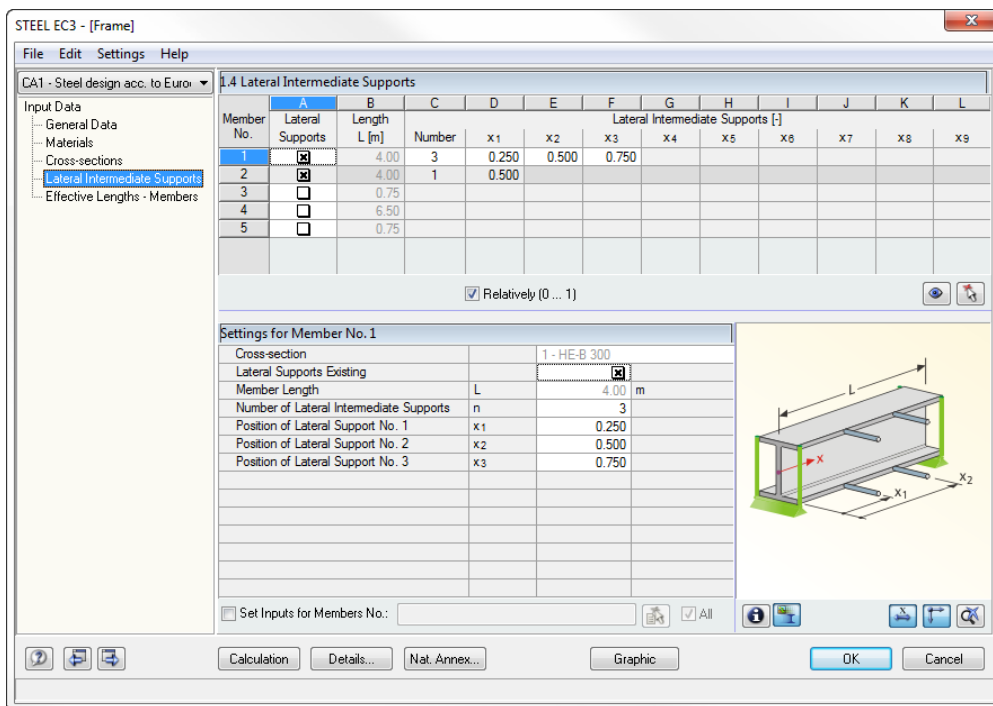 STEEL EC3 - [Frame]
File Edit Settings Help
CA1 - Steel design acc. to Euro
Input Data
General Data
Materials
Cross-sections
Lateral Intermediate Supports
Effective Lengths - Members
1.4 Lateral Intermediate Supports
A B C D E F G H I J K L
Member Lateral Length Lateral Intermediate Supports [-]
No. Supports L [m] Number x1 x2 x3 x4 x5 x6 x7 x8 x9
1 4.00 3 0.250 0.500 0.750
2 4.00 1 0.500
3 0.75
4 6.50
5 0.75
Relatively (0 ... 1)
Settings for Member No. 1
Cross-section 1 - HE-B 300
Lateral Supports Existing
Member Length L 4.00 m
Number of Lateral Intermediate Supports n 3
Position of Lateral Support No. 1 x1 0.250
Position of Lateral Support No. 2 x2 0.500
Position of Lateral Support No. 3 x3 0.750
L
x
x1
x2
Set Inputs for Members No.: All
Calculation Details... Nat. Annex... Graphic OK Cancel